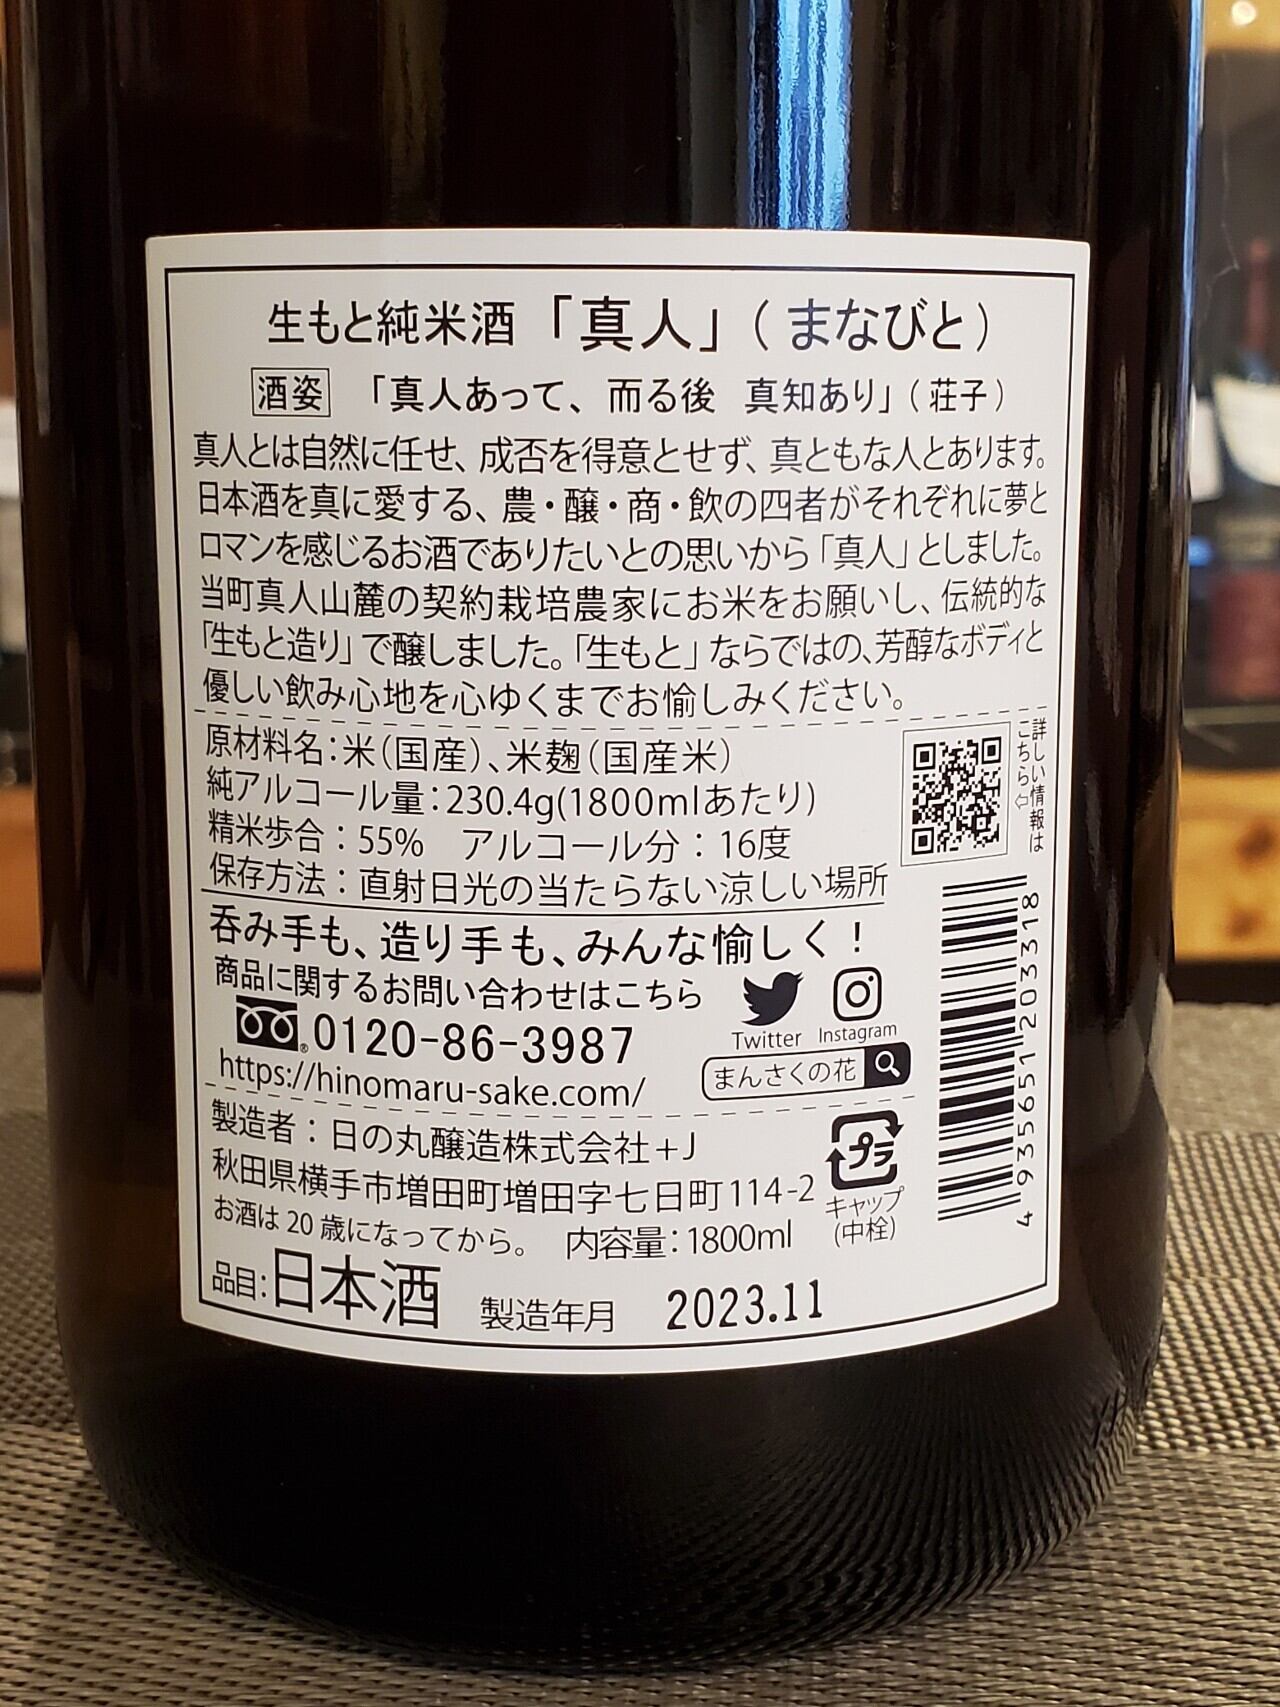 生もと純米酒「真人」(まなびと)
酒姿 「真人あって、而る後 真知あり」(荘子)
真人とは自然に任せ、成否を得意とせず、真ともな人とあります。
日本酒を真に愛する、農・醸・商・飲の四者がそれぞれに夢と
ロマンを感じるお酒でありたいとの思いから「真人」としました。
当町真人山麓の契約栽培農家にお米をお願いし、伝統的な
「生もと造り」で醸しました。「生もと」ならではの、芳醇なボディと
優しい飲み心地を心ゆくまでお愉しみください。
原材料名:米(国産)、米麹(国産米)
純アルコール量:230.4g(1800mlあたり)
精米歩合:55% アルコール分:16度
保存方法:直射日光の当たらない涼しい場所
詳しい情報は
こちら⇨
呑み手も、造り手も、みんな愉しく!
商品に関するお問い合わせはこちら
0120-86-3987
https://hinomaru-sake.com/
Twitter Instagram
まんさくの花
製造者:日の丸醸造株式会社+J
秋田県横手市増田町増田字七日町114-2
お酒は20歳になってから。 内容量:1800ml
品目:日本酒 製造年月 2023.11
プラ
キャップ
(中栓)
4935651203318